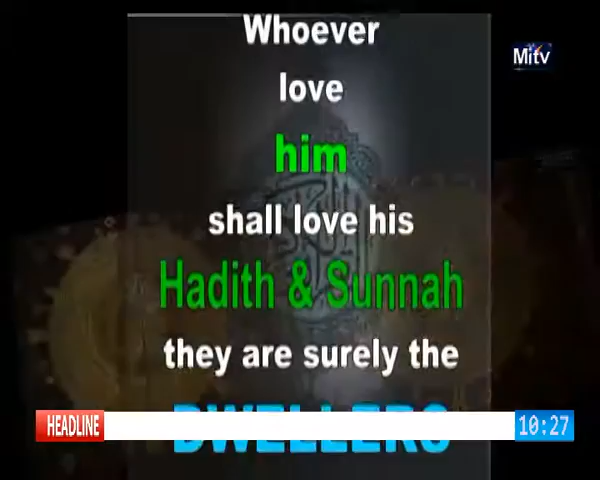 Whoever
Mitv
love
him
shall love his
Hadith & Sunnah
they are surely the
DWELLERS
HEADLINE
10:27